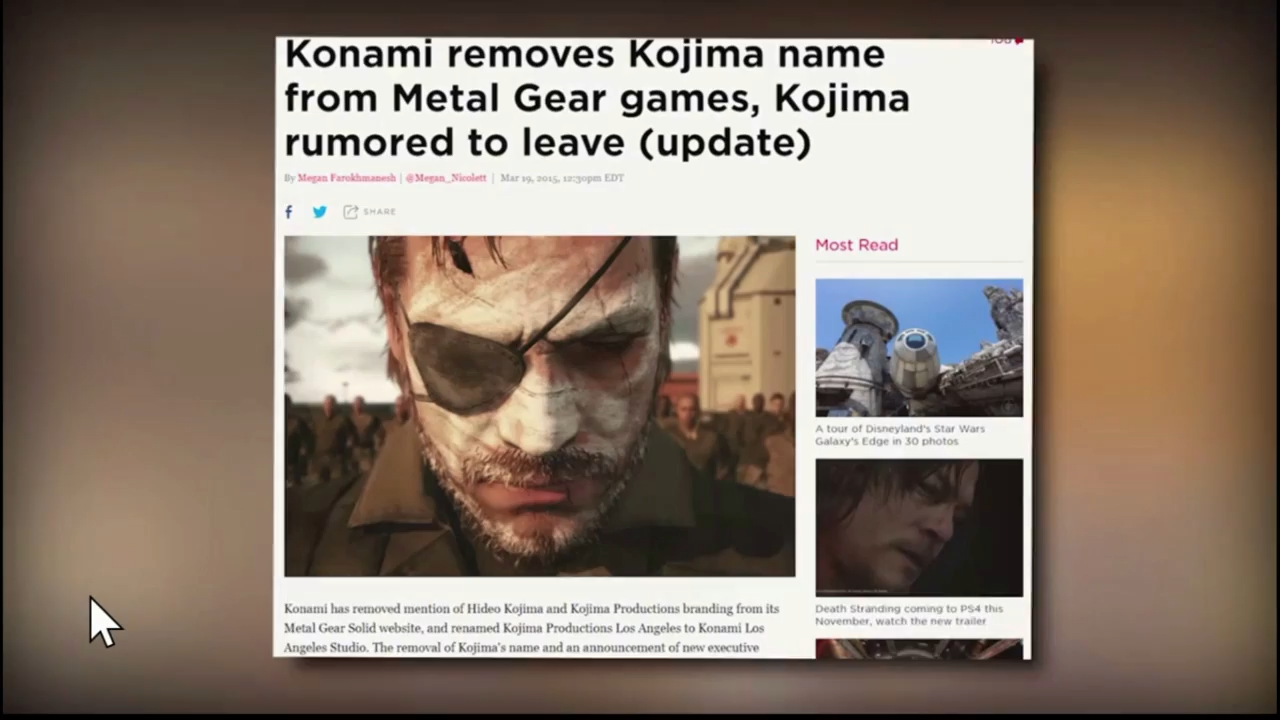 Konami removes Kojima name
from Metal Gear games, Kojima
rumored to leave (update)
By Megan Farokhmanesh | @Megan_Nicolett | Mar 19, 2015, 12:30pm EDT
SHARE
Most Read
A tour of Disneyland's Star Wars
Galaxy's Edge in 30 photos
Death Stranding coming to PS4 this
November, watch the new trailer
Konami has removed mention of Hideo Kojima and Kojima Productions branding from its
Metal Gear Solid website, and renamed Kojima Productions Los Angeles to Konami Los
Angeles Studio. The removal of Kojima's name and an announcement of new executive